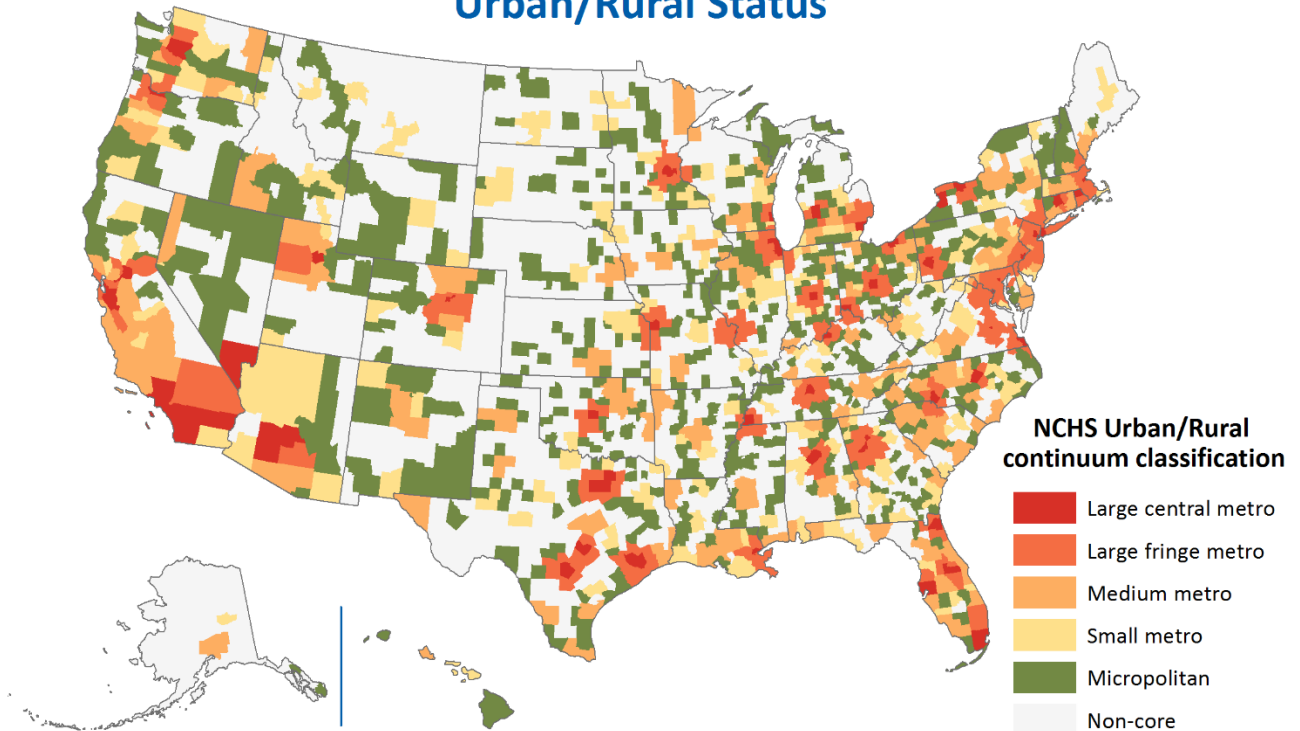 Urban/Rural Status
NCHS Urban/Rural
continuum classification
Large central metro
Large fringe metro
Medium metro
Small metro
Micropolitan
Non-core